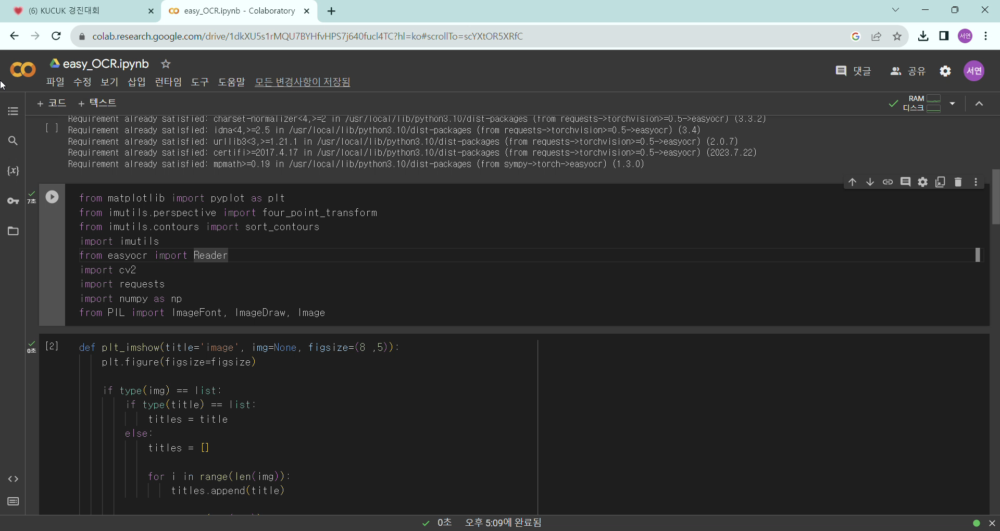 (6) KUCUK 경진대회
easy_OCR.ipynb - Colaboratory
colab.research.google.com/drive/1dkXU5s1rMQU7BYHfvHPS7j640fucl4TC?hl=ko#scrollTo=scYXtOR5XRfC
서연
easy_OCR.ipynb
댓글 공유 서연
파일 수정 보기 삽입 런타임 도구 도움말 모든 변경사항이 저장됨
+ 코드 + 텍스트
RAM
디스크
Requirement already satisfied: charset-normalizer<4,>=2 in /usr/local/lib/python3.10/dist-packages (from requests->torchvision>=0.5->easyocr) (3.3.2)
[ ] Requirement already satisfied: idna<4,>=2.5 in /usr/local/lib/python3.10/dist-packages (from requests->torchvision>=0.5->easyocr) (3.4)
Requirement already satisfied: urllib3<3,>=1.21.1 in /usr/local/lib/python3.10/dist-packages (from requests->torchvision>=0.5->easyocr) (2.0.7)
{x}
Requirement already satisfied: certifi>=2017.4.17 in /usr/local/lib/python3.10/dist-packages (from requests->torchvision>=0.5->easyocr) (2023.7.22)
Requirement already satisfied: mpmath>=0.19 in /usr/local/lib/python3.10/dist-packages (from sympy->torch->easyocr) (1.3.0)
7초
from matplotlib import pyplot as plt
from imutils.perspective import four_point_transform
from imutils.contours import sort_contours
import imutils
from easyocr import Reader
import cv2
import requests
import numpy as np
from PIL import ImageFont, ImageDraw, Image
0초
[2] def plt_imshow(title='image', img=None, figsize=(8 ,5)):
plt.figure(figsize=figsize)
if type(img) == list:
if type(title) == list:
titles = title
else:
titles = []
for i in range(len(img)):
titles.append(title)
0초 오후 5:09에 완료됨